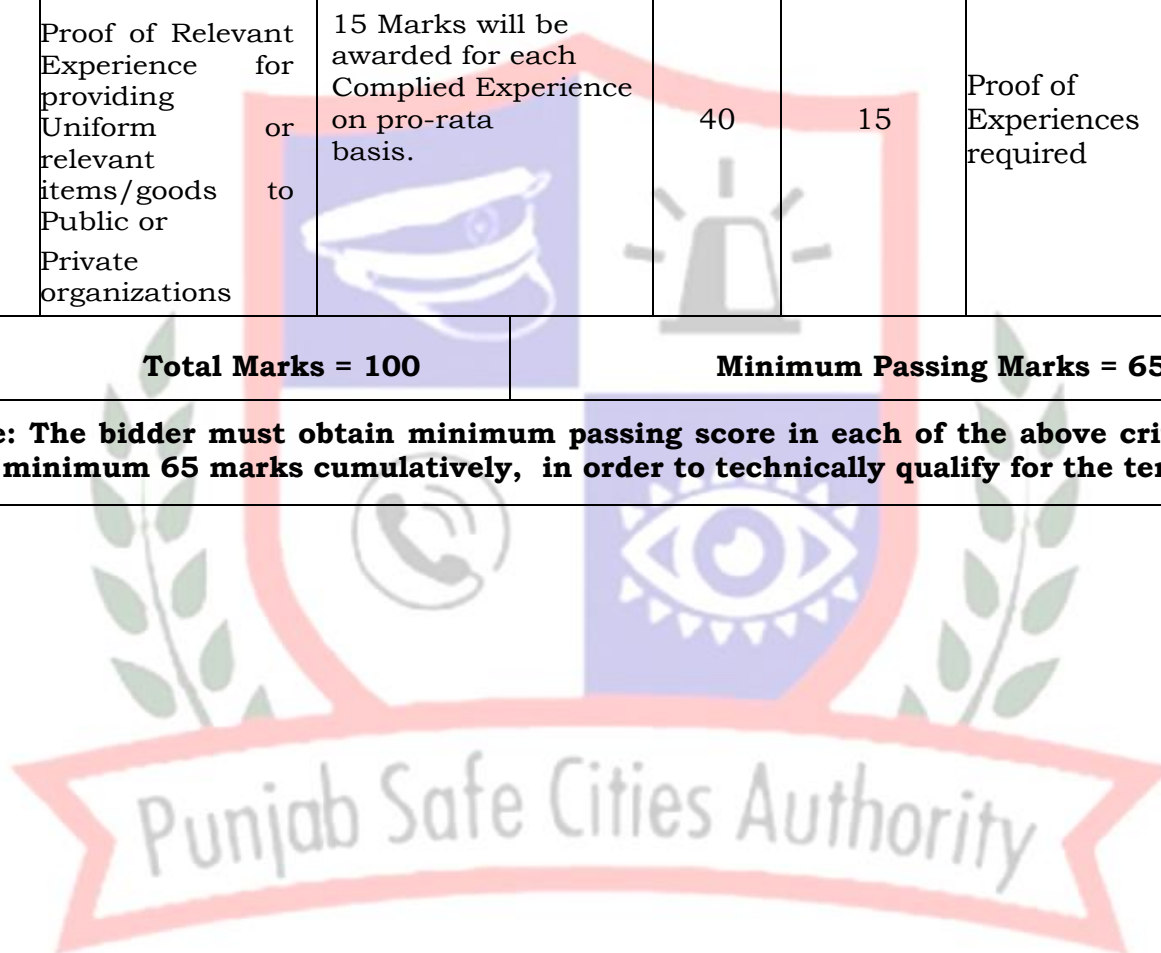 Proof of Relevant
Experience for
providing
Uniform or
relevant
items/goods to
Public or
Private
organizations
15 Marks will be
awarded for each
Complied Experience
on pro-rata
basis.
40
15
Proof of
Experiences
required
Total Marks = 100
Minimum Passing Marks = 65
e: The bidder must obtain minimum passing score in each of the above cri
minimum 65 marks cumulatively, in order to technically qualify for the ter
Punjab Safe Cities Authority